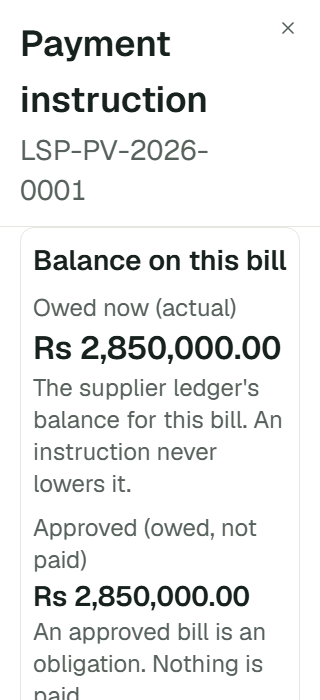 Payment
instruction
LSP-PV-2026-
0001
Balance on this bill
Owed now (actual)
Rs 2,850,000.00
The supplier ledger's
balance for this bill. An
instruction never
lowers it.
Approved (owed, not
paid)
Rs 2,850,000.00
An approved bill is an
obligation. Nothing is
paid